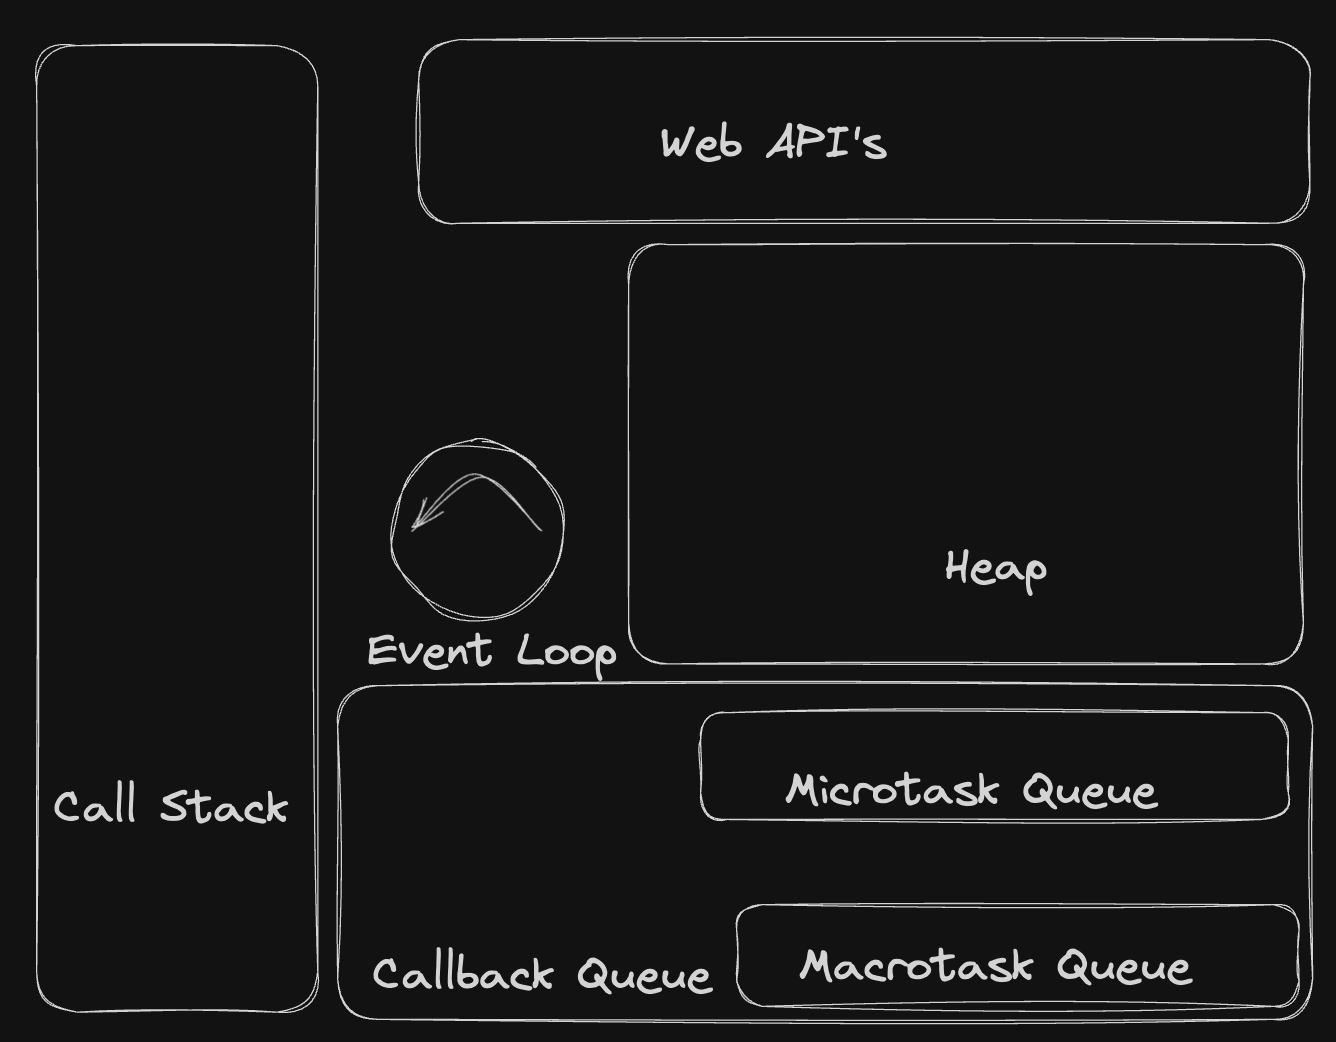 Web API's
Heap
Event Loop
Call Stack
Microtask Queue
Callback Queue
Macrotask Queue